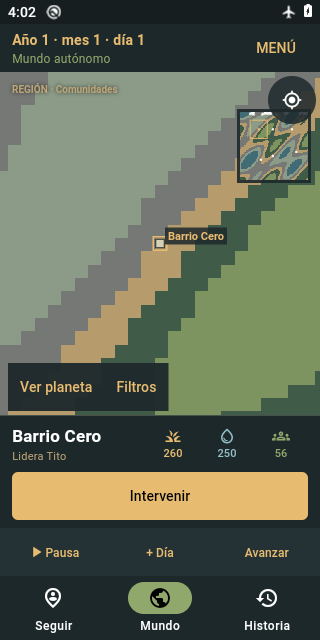 4:02
Año 1 · mes 1 · día 1
Mundo autónomo
MENÚ
REGIÓN · Comunidades
Barrio Cero
Ver planeta
Filtros
Barrio Cero
Lidera Tito
260
250
56
Intervenir
Pausa
+ Día
Avanzar
Seguir
Mundo
Historia